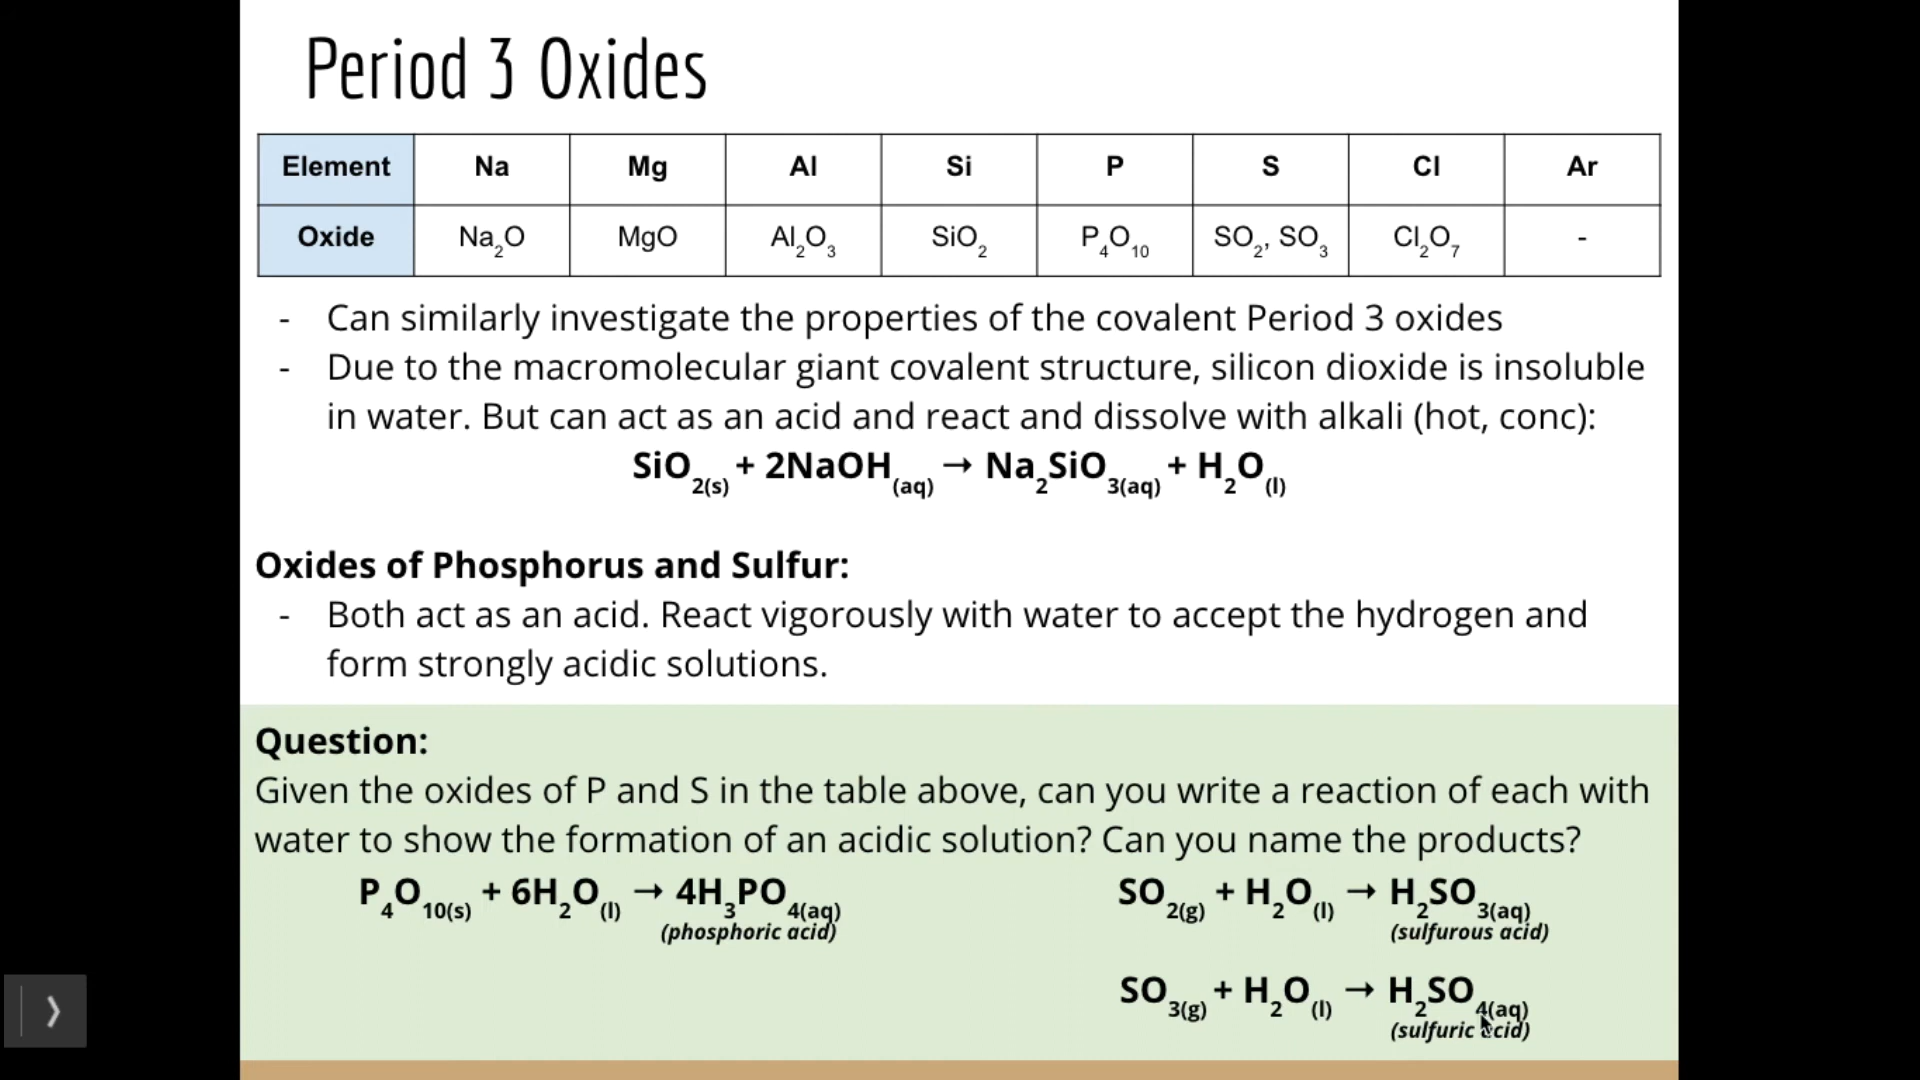 Period 3 Oxides
Element Na Mg Al Si P S Cl Ar
Oxide Na₂O MgO Al₂O₃ SiO₂ P₄O₁₀ SO₂, SO₃ Cl₂O₇ -
- Can similarly investigate the properties of the covalent Period 3 oxides
- Due to the macromolecular giant covalent structure, silicon dioxide is insoluble
in water. But can act as an acid and react and dissolve with alkali (hot, conc):
SiO₂(s) + 2NaOH(aq) → Na₂SiO₃(aq) + H₂O(l)
Oxides of Phosphorus and Sulfur:
- Both act as an acid. React vigorously with water to accept the hydrogen and
form strongly acidic solutions.
Question:
Given the oxides of P and S in the table above, can you write a reaction of each with
water to show the formation of an acidic solution? Can you name the products?
P₄O₁₀(s) + 6H₂O(l) → 4H₃PO₄(aq)
(phosphoric acid)
SO₂(g) + H₂O(l) → H₂SO₃(aq)
(sulfurous acid)
SO₃(g) + H₂O(l) → H₂SO₄(aq)
(sulfuric acid)